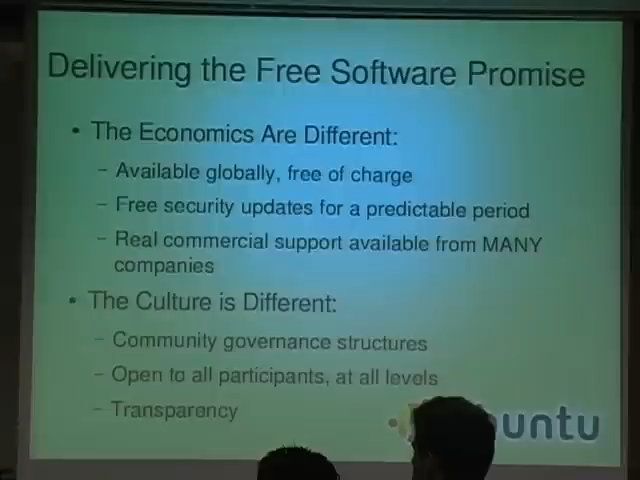 Delivering the Free Software Promise
• The Economics Are Different:
– Available globally, free of charge
– Free security updates for a predictable period
– Real commercial support available from MANY
companies
• The Culture is Different:
– Community governance structures
– Open to all participants, at all levels
– Transparency
untu